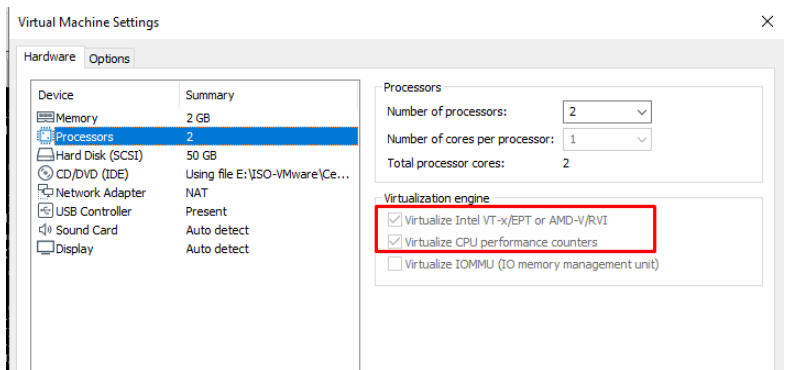 Virtual Machine Settings
Hardware Options
Device Summary
Memory 2 GB
Processors 2
Hard Disk (SCSI) 50 GB
CD/DVD (IDE) Using file E:\ISO-VMware\Ce...
Network Adapter NAT
USB Controller Present
Sound Card Auto detect
Display Auto detect
Processors
Number of processors: 2
Number of cores per processor: 1
Total processor cores: 2
Virtualization engine
Virtualize Intel VT-x/EPT or AMD-V/RVI
Virtualize CPU performance counters
Virtualize IOMMU (IO memory management unit)